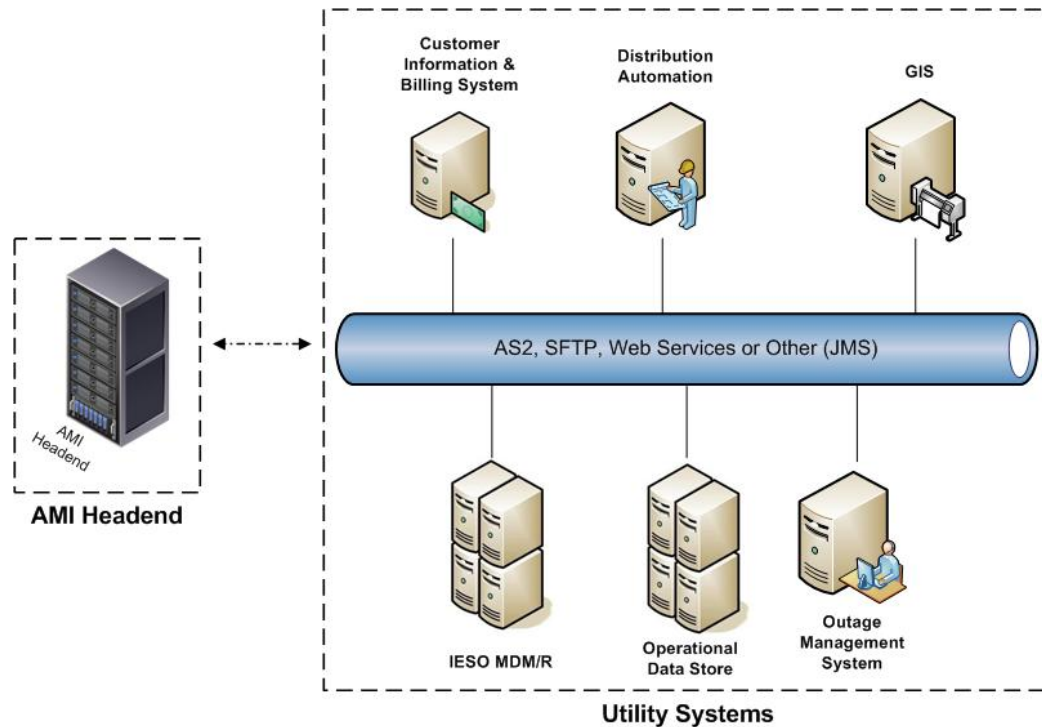 Customer
Information &
Billing System
Distribution
Automation
GIS
AS2, SFTP, Web Services or Other (JMS)
AMI
Headend
AMI Headend
IESO MDM/R
Operational
Data Store
Outage
Management
System
Utility Systems